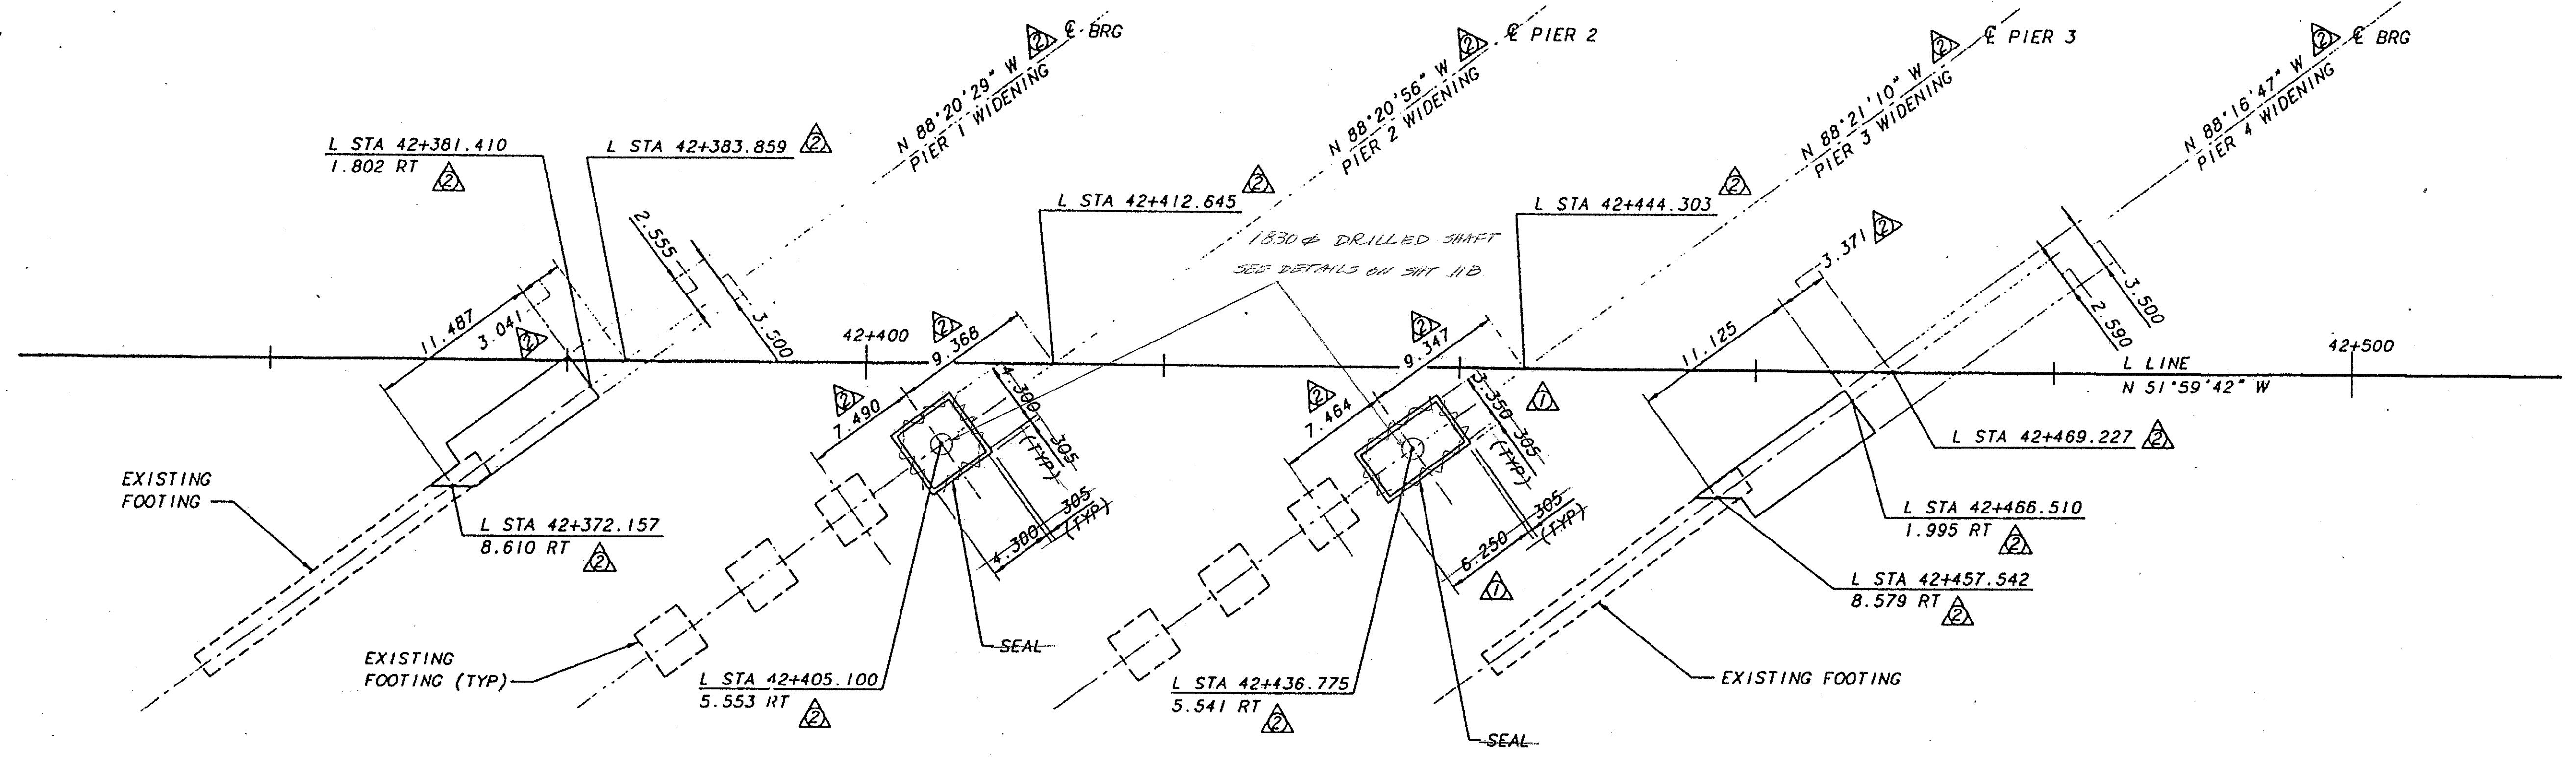 N 88°20'29" W 2 ℄ BRG
PIER 1 WIDENING
N 88°20'56" W 2 ℄ PIER 2
PIER 2 WIDENING
N 88°21'10" W 2 ℄ PIER 3
PIER 3 WIDENING
N 88°16'47" W 2 ℄ BRG
PIER 4 WIDENING
L STA 42+381.410
1.802 RT 2
L STA 42+383.859 2
L STA 42+412.645 2
L STA 42+444.303 2
1830 ⌀ DRILLED SHAFT
SEE DETAILS ON SHT 11B
2.555
3.500
11.487
3.041 2
42+400
2
9.368
2
7.490
4.300
305
(TYP)
4.300
305
(TYP)
2
9.347
2
7.464
3.350
305
(TYP)
1
6.250
305
(TYP)
1
11.125
3.371 2
3.500
2.590
42+500
L LINE
N 51°59'42" W
L STA 42+469.227 2
L STA 42+466.510
1.995 RT 2
L STA 42+457.542
8.579 RT 2
EXISTING
FOOTING
L STA 42+372.157
8.610 RT 2
EXISTING
FOOTING (TYP)
L STA 42+405.100
5.553 RT 2
SEAL
L STA 42+436.775
5.541 RT 2
SEAL
EXISTING FOOTING